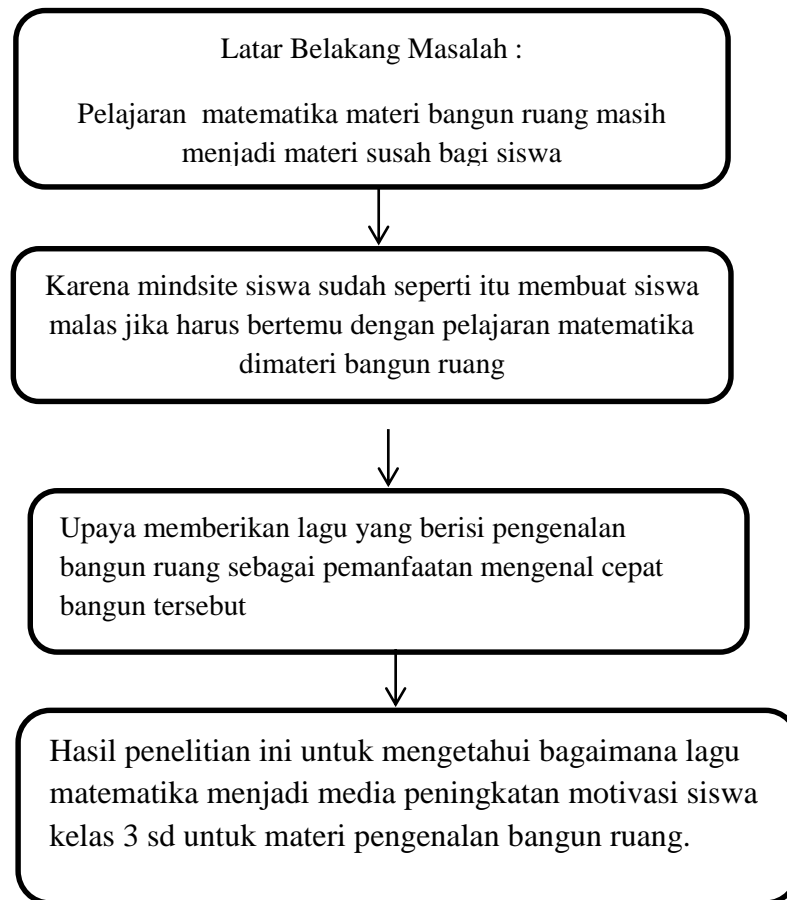 Latar Belakang Masalah :
Pelajaran matematika materi bangun ruang masih
menjadi materi susah bagi siswa
Karena mindsite siswa sudah seperti itu membuat siswa
malas jika harus bertemu dengan pelajaran matematika
dimateri bangun ruang
Upaya memberikan lagu yang berisi pengenalan
bangun ruang sebagai pemanfaatan mengenal cepat
bangun tersebut
Hasil penelitian ini untuk mengetahui bagaimana lagu
matematika menjadi media peningkatan motivasi siswa
kelas 3 sd untuk materi pengenalan bangun ruang.